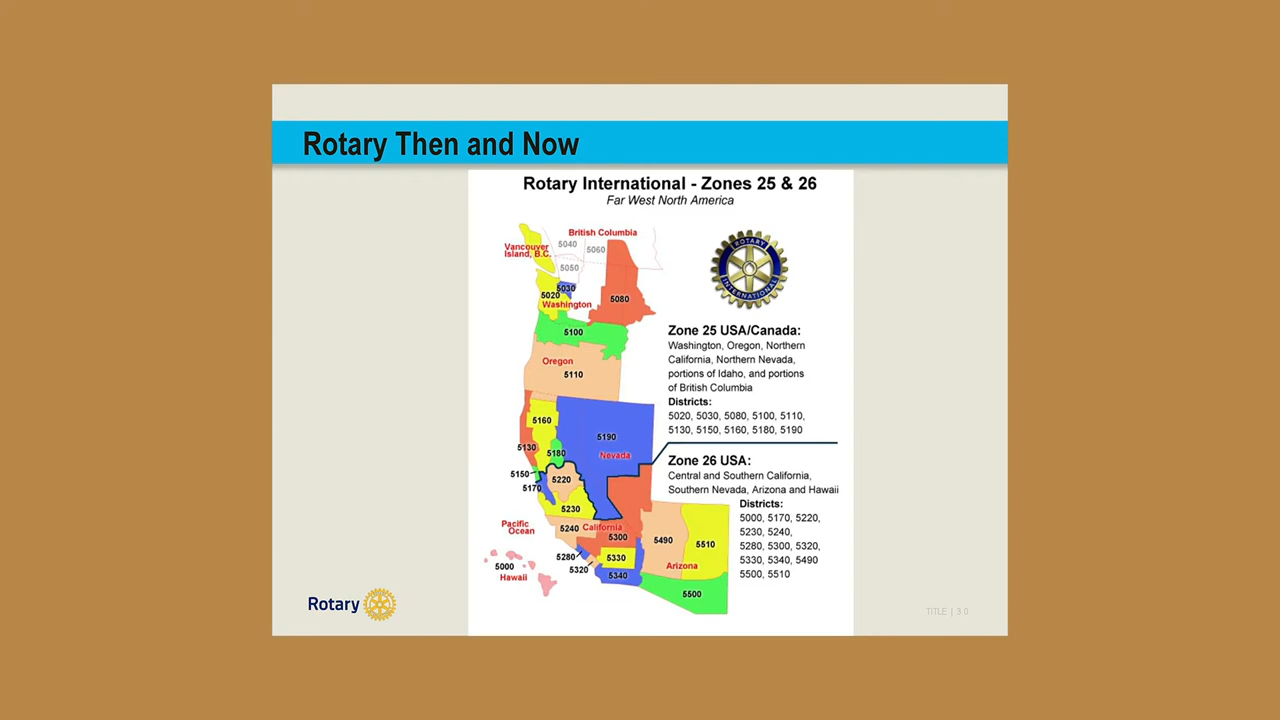 Rotary Then and Now
Rotary International - Zones 25 & 26
Far West North America
British Columbia
Vancouver
Island, B.C.
5040
5060
5050
5030
5020
5080
Washington
5100
Oregon
5110
5160
5190
5130
5180
Nevada
5150
5170
5220
5230
Pacific
Ocean
5240
California
5300
5490
5510
5280
5330
5000
5320
5340
Arizona
Hawaii
5500
ROTARY
INTERNATIONAL
Zone 25 USA/Canada:
Washington, Oregon, Northern
California, Northern Nevada,
portions of Idaho, and portions
of British Columbia
Districts:
5020, 5030, 5080, 5100, 5110,
5130, 5150, 5160, 5180, 5190
Zone 26 USA:
Central and Southern California,
Southern Nevada, Arizona and Hawaii
Districts:
5000, 5170, 5220,
5230, 5240,
5280, 5300, 5320,
5330, 5340, 5490
5500, 5510
Rotary
TITLE | 30